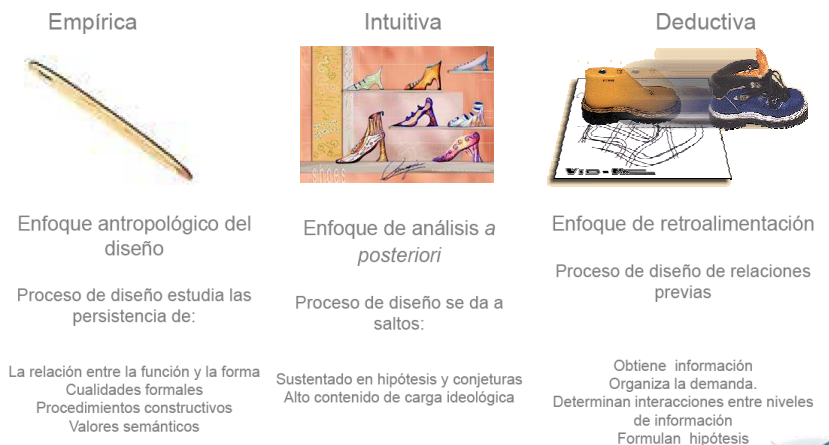 Empírica
Enfoque antropológico del
diseño
Proceso de diseño estudia las
persistencia de:
La relación entre la función y la forma
Cualidades formales
Procedimientos constructivos
Valores semánticos
Intuitiva
shoes
Enfoque de análisis a
posteriori
Proceso de diseño se da a
saltos:
Sustentado en hipótesis y conjeturas
Alto contenido de carga ideológica
Deductiva
Enfoque de retroalimentación
Proceso de diseño de relaciones
previas
Obtiene información
Organiza la demanda.
Determinan interacciones entre niveles
de información
Formulan hipótesis